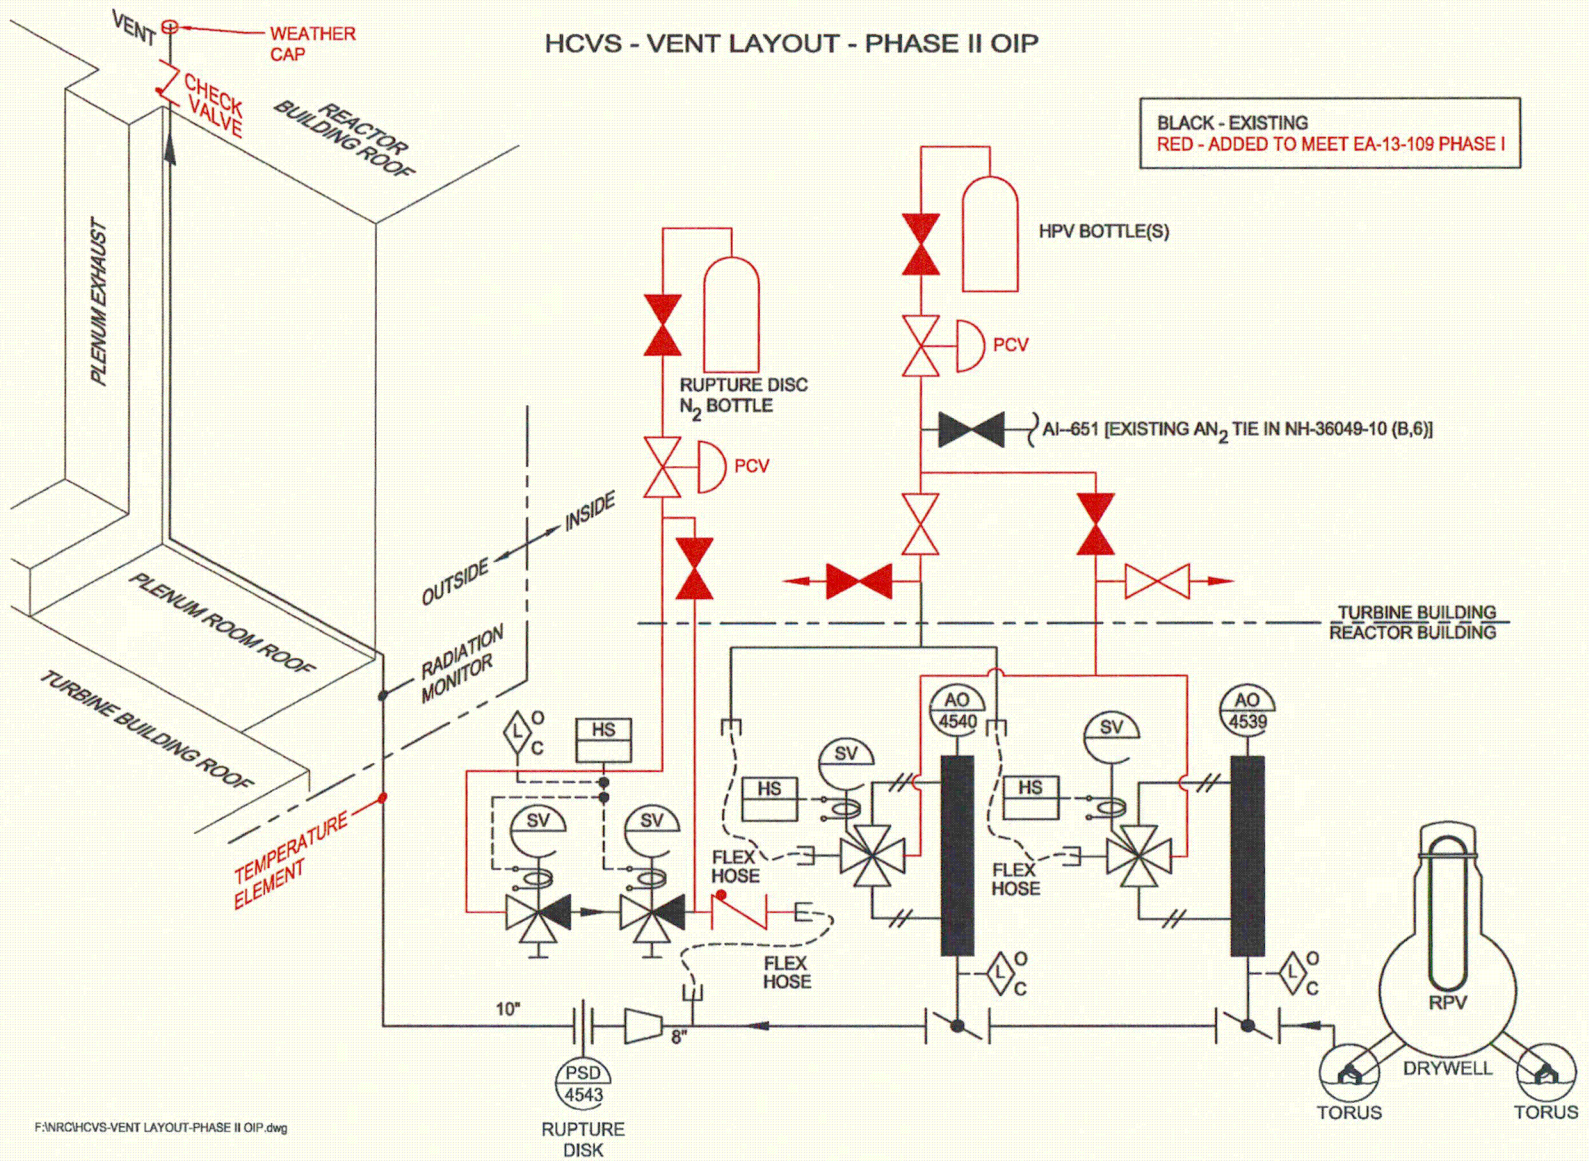 HCVS - VENT LAYOUT - PHASE II OIP
VENT
WEATHER
CAP
CHECK
VALVE
REACTOR
BUILDING ROOF
BLACK - EXISTING
RED - ADDED TO MEET EA-13-109 PHASE I
PLENUM EXHAUST
HPV BOTTLE(S)
PCV
RUPTURE DISC
N2 BOTTLE
AI--651 [EXISTING AN2 TIE IN NH-36049-10 (B,6)]
PCV
INSIDE
OUTSIDE
PLENUM ROOM ROOF
RADIATION
MONITOR
TURBINE BUILDING
REACTOR BUILDING
TURBINE BUILDING ROOF
TEMPERATURE
ELEMENT
L
O
C
HS
SV
SV
FLEX
HOSE
HS
SV
AO
4540
HS
SV
AO
4539
FLEX
HOSE
FLEX
HOSE
L
O
C
L
O
C
RPV
DRYWELL
TORUS
TORUS
10"
8"
PSD
4543
RUPTURE
DISK
F:\NRC\HCVS-VENT LAYOUT-PHASE II OIP.dwg